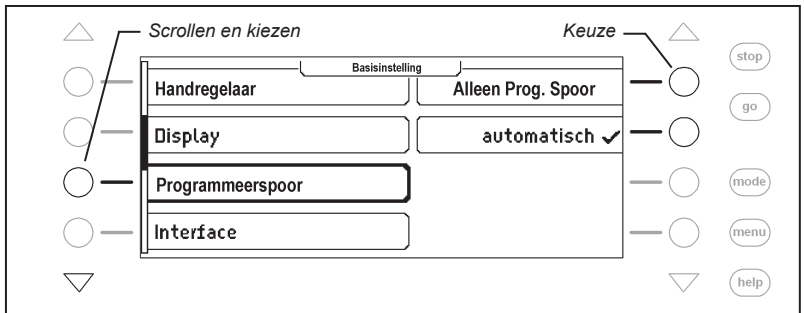 Scrollen en kiezen
Keuze
Basisinstelling
Handregelaar
Alleen Prog. Spoor
Display
automatisch ✓
Programmeerspoor
Interface
stop
go
mode
menu
help